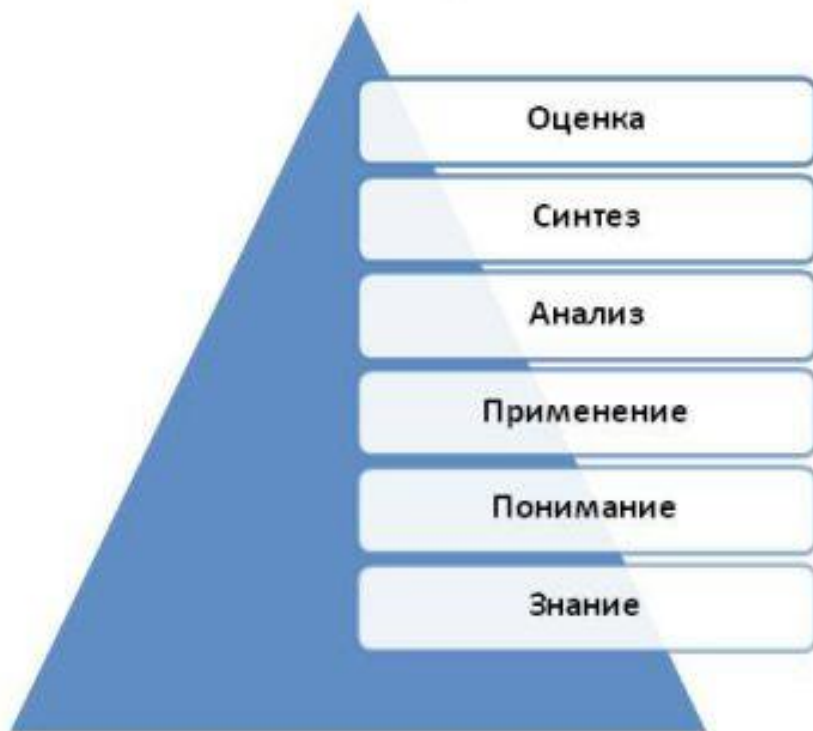 Оценка
Синтез
Анализ
Применение
Понимание
Знание